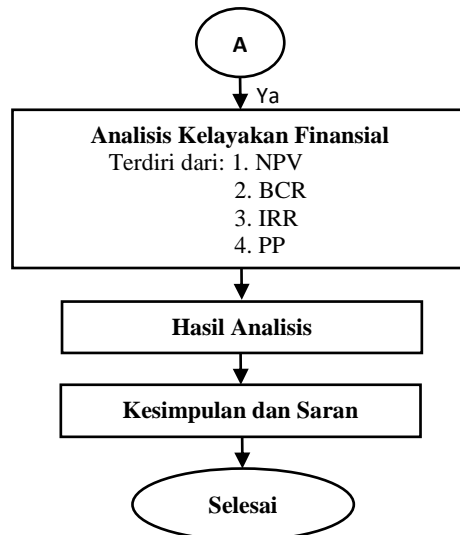 A
Ya
Analisis Kelayakan Finansial
Terdiri dari: 1. NPV
2. BCR
3. IRR
4. PP
Hasil Analisis
Kesimpulan dan Saran
Selesai